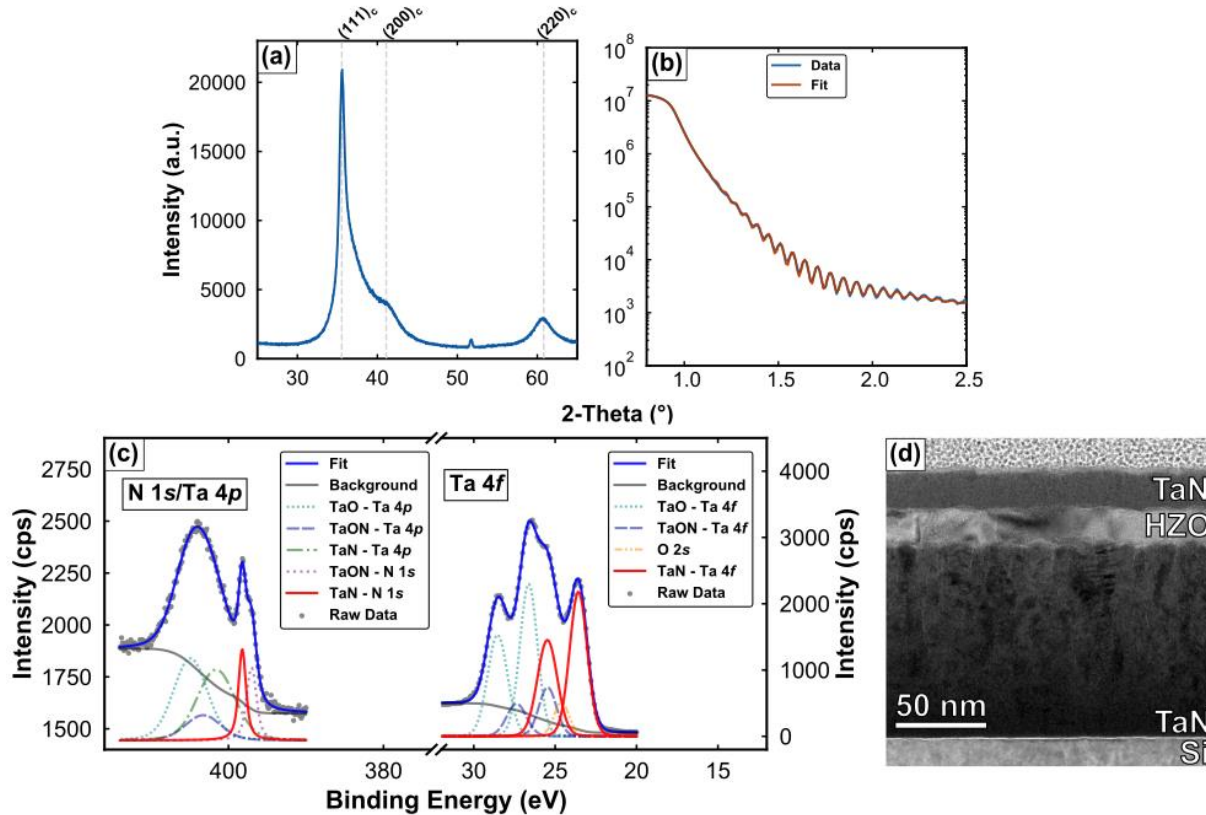 (111)c
(200)c
(220)c
(a)
20000
15000
10000
5000
0
Intensity (a.u.)
30
40
50
60
(b)
Data
Fit
10^8
10^7
10^6
10^5
10^4
10^3
10^2
1.0
1.5
2.0
2.5
2-Theta (°)
(c)
N 1s/Ta 4p
Fit
Background
TaO - Ta 4p
TaON - Ta 4p
TaN - Ta 4p
TaON - N 1s
TaN - N 1s
Raw Data
2750
2500
2250
2000
1750
1500
Intensity (cps)
400
380
Ta 4f
Fit
Background
TaO - Ta 4f
TaON - Ta 4f
O 2s
TaN - Ta 4f
Raw Data
4000
3000
2000
1000
0
Intensity (cps)
25
20
15
Binding Energy (eV)
(d)
TaN
HZO
50 nm
TaN
Si